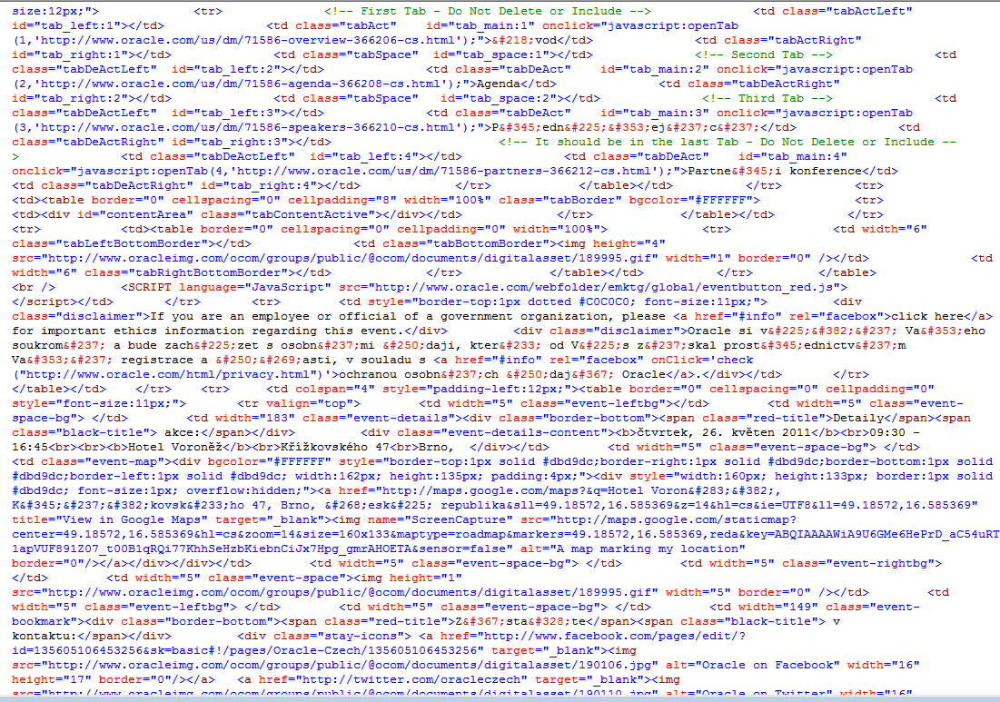 size:12px;"> <tr> <!-- First Tab - Do Not Delete or Include --> <td class="tabActLeft"
id="tab_left:1"></td> <td class="tabAct" id="tab_main:1" onclick="javascript:openTab
(1,'http://www.oracle.com/us/dm/71586-overview-366206-cs.html');">&#218;vod</td> <td class="tabActRight"
id="tab_right:1"></td> <td class="tabSpace" id="tab_space:1"></td> <!-- Second Tab --> <td
class="tabDeActLeft" id="tab_left:2"></td> <td class="tabDeAct" id="tab_main:2" onclick="javascript:openTab
(2,'http://www.oracle.com/us/dm/71586-agenda-366208-cs.html');">Agenda</td> <td class="tabDeActRight"
id="tab_right:2"></td> <td class="tabSpace" id="tab_space:2"></td> <!-- Third Tab --> <td
class="tabDeActLeft" id="tab_left:3"></td> <td class="tabDeAct" id="tab_main:3" onclick="javascript:openTab
(3,'http://www.oracle.com/us/dm/71586-speakers-366210-cs.html');">P&#345;edn&#225;&#353;ej&#237;c&#237;</td> <td
class="tabDeActRight" id="tab_right:3"></td> <!-- It should be in the last Tab - Do Not Delete or Include --
> <td class="tabDeActLeft" id="tab_left:4"></td> <td class="tabDeAct" id="tab_main:4"
onclick="javascript:openTab(4,'http://www.oracle.com/us/dm/71586-partners-366212-cs.html');">Partne&#345;i konference</td>
<td class="tabDeActRight" id="tab_right:4"></td> </tr> </table></td> </tr> <tr>
<td><table border="0" cellspacing="0" cellpadding="8" width="100%" class="tabBorder" bgcolor="#FFFFFF"> <tr>
<td><div id="contentArea" class="tabContentActive"></div></td> </tr> </table></td> </tr>
<tr> <td><table border="0" cellspacing="0" cellpadding="0" width="100%"> <tr> <td width="6"
class="tabLeftBottomBorder"></td> <td class="tabBottomBorder"><img height="4"
src="http://www.oracleimg.com/ocom/groups/public/@ocom/documents/digitalasset/189995.gif" width="1" border="0" /></td> <td
width="6" class="tabRightBottomBorder"></td> </tr> </table></td> </tr> </table>
<br /> <SCRIPT language="JavaScript" src="http://www.oracle.com/webfolder/emktg/global/eventbutton_red.js">
</script></td> </tr> <tr> <td style="border-top:1px dotted #C0C0C0; font-size:11px;"> <div
class="disclaimer">If you are an employee or official of a government organization, please <a href="#info" rel="facebox">click here</a>
for important ethics information regarding this event.</div> <div class="disclaimer">Oracle si v&#225;&#382;&#237; Va&#353;eho
soukrom&#237; a bude zach&#225;zet s osobn&#237;mi &#250;daji, kter&#233; od V&#225;s z&#237;skal prost&#345;ednictv&#237;m
Va&#353;&#237; registrace a &#250;&#269;asti, v souladu s <a href="#info" rel="facebox" onClick='check
("http://www.oracle.com/html/privacy.html")'>ochranou osobn&#237;ch &#250;daj&#367; Oracle</a>.</div> </td> </tr>
</table></td> </tr> <tr> <td colspan="4" style="padding-left:12px;"><table border="0" cellspacing="0" cellpadding="0"
style="font-size:11px;"> <tr valign="top"> <td width="5" class="event-leftbg"></td> <td width="5" class="event-
space-bg"> </td> <td width="183" class="event-details"><div class="border-bottom"><span class="red-title">Detaily</span><span
class="black-title"> akce:</span></div> <div class="event-details-content"><b>čtvrtek, 26. květen 2011</b><br>09:30 –
16:45<br><br><b>Hotel Voroněž</b><br>Křížkovského 47<br>Brno, </div></td> <td width="5" class="event-space-bg"> </td>
<td class="event-map"><div bgcolor="#FFFFFF" style="border-top:1px solid #dbd9dc;border-right:1px solid #dbd9dc;border-bottom:1px solid
#dbd9dc;border-left:1px solid #dbd9dc; width:162px; height:135px; padding:4px;"><div style="width:160px; height:133px; border:1px solid
#dbd9dc; font-size:1px; overflow:hidden;"><a href="http://maps.google.com/maps?&q=Hotel Voron&#283;&#382;,
K&#345;&#237;&#382;kovsk&#233;ho 47, Brno, &#268;esk&#225; republika&sll=49.18572,16.585369&z=14&hl=cs&ie=UTF8&ll=49.18572,16.585369"
title="View in Google Maps" target="_blank"><img name="ScreenCapture" src="http://maps.google.com/staticmap?
center=49.18572,16.585369&hl=cs&zoom=14&size=160x133&maptype=roadmap&markers=49.18572,16.585369,reda&key=ABQIAAAAWiA9U6GMe6HePrD_aC54uRT
1apVUF891Z07_t00B1qRQi77KhhSeHzbKiebnCiJx7Hpg_gmrAHOETA&sensor=false" alt="A map marking my location"
border="0"/></a></div></div></td> <td width="5" class="event-space-bg"> </td> <td width="5" class="event-rightbg">
</td> <td width="5" class="event-space"><img height="1"
src="http://www.oracleimg.com/ocom/groups/public/@ocom/documents/digitalasset/189995.gif" width="5" border="0" /></td> <td
width="5" class="event-leftbg"> </td> <td width="5" class="event-space-bg"> </td> <td width="149" class="event-
bookmark"><div class="border-bottom"><span class="red-title">Z&#367;sta&#328;te</span><span class="black-title"> v
kontaktu:</span></div> <div class="stay-icons"> <a href="http://www.facebook.com/pages/edit/?
id=135605106453256&sk=basic#!/pages/Oracle-Czech/135605106453256" target="_blank"><img
src="http://www.oracleimg.com/ocom/groups/public/@ocom/documents/digitalasset/190106.jpg" alt="Oracle on Facebook" width="16"
height="17" border="0"/></a> <a href="http://twitter.com/oracleczech" target="_blank"><img
src="http://www.oracleimg.com/ocom/groups/public/@ocom/documents/digitalasset/190110.jpg" alt="Oracle on Twitter" width="16"